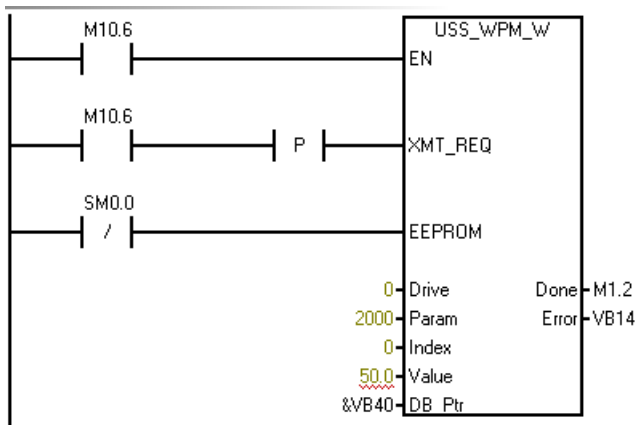 M10.6
USS_WPM_W
EN
M10.6
P
XMT_REQ
SM0.0
/
EEPROM
0 Drive Done M1.2
2000 Param Error VB14
0 Index
50.0 Value
&VB40 DB_Ptr